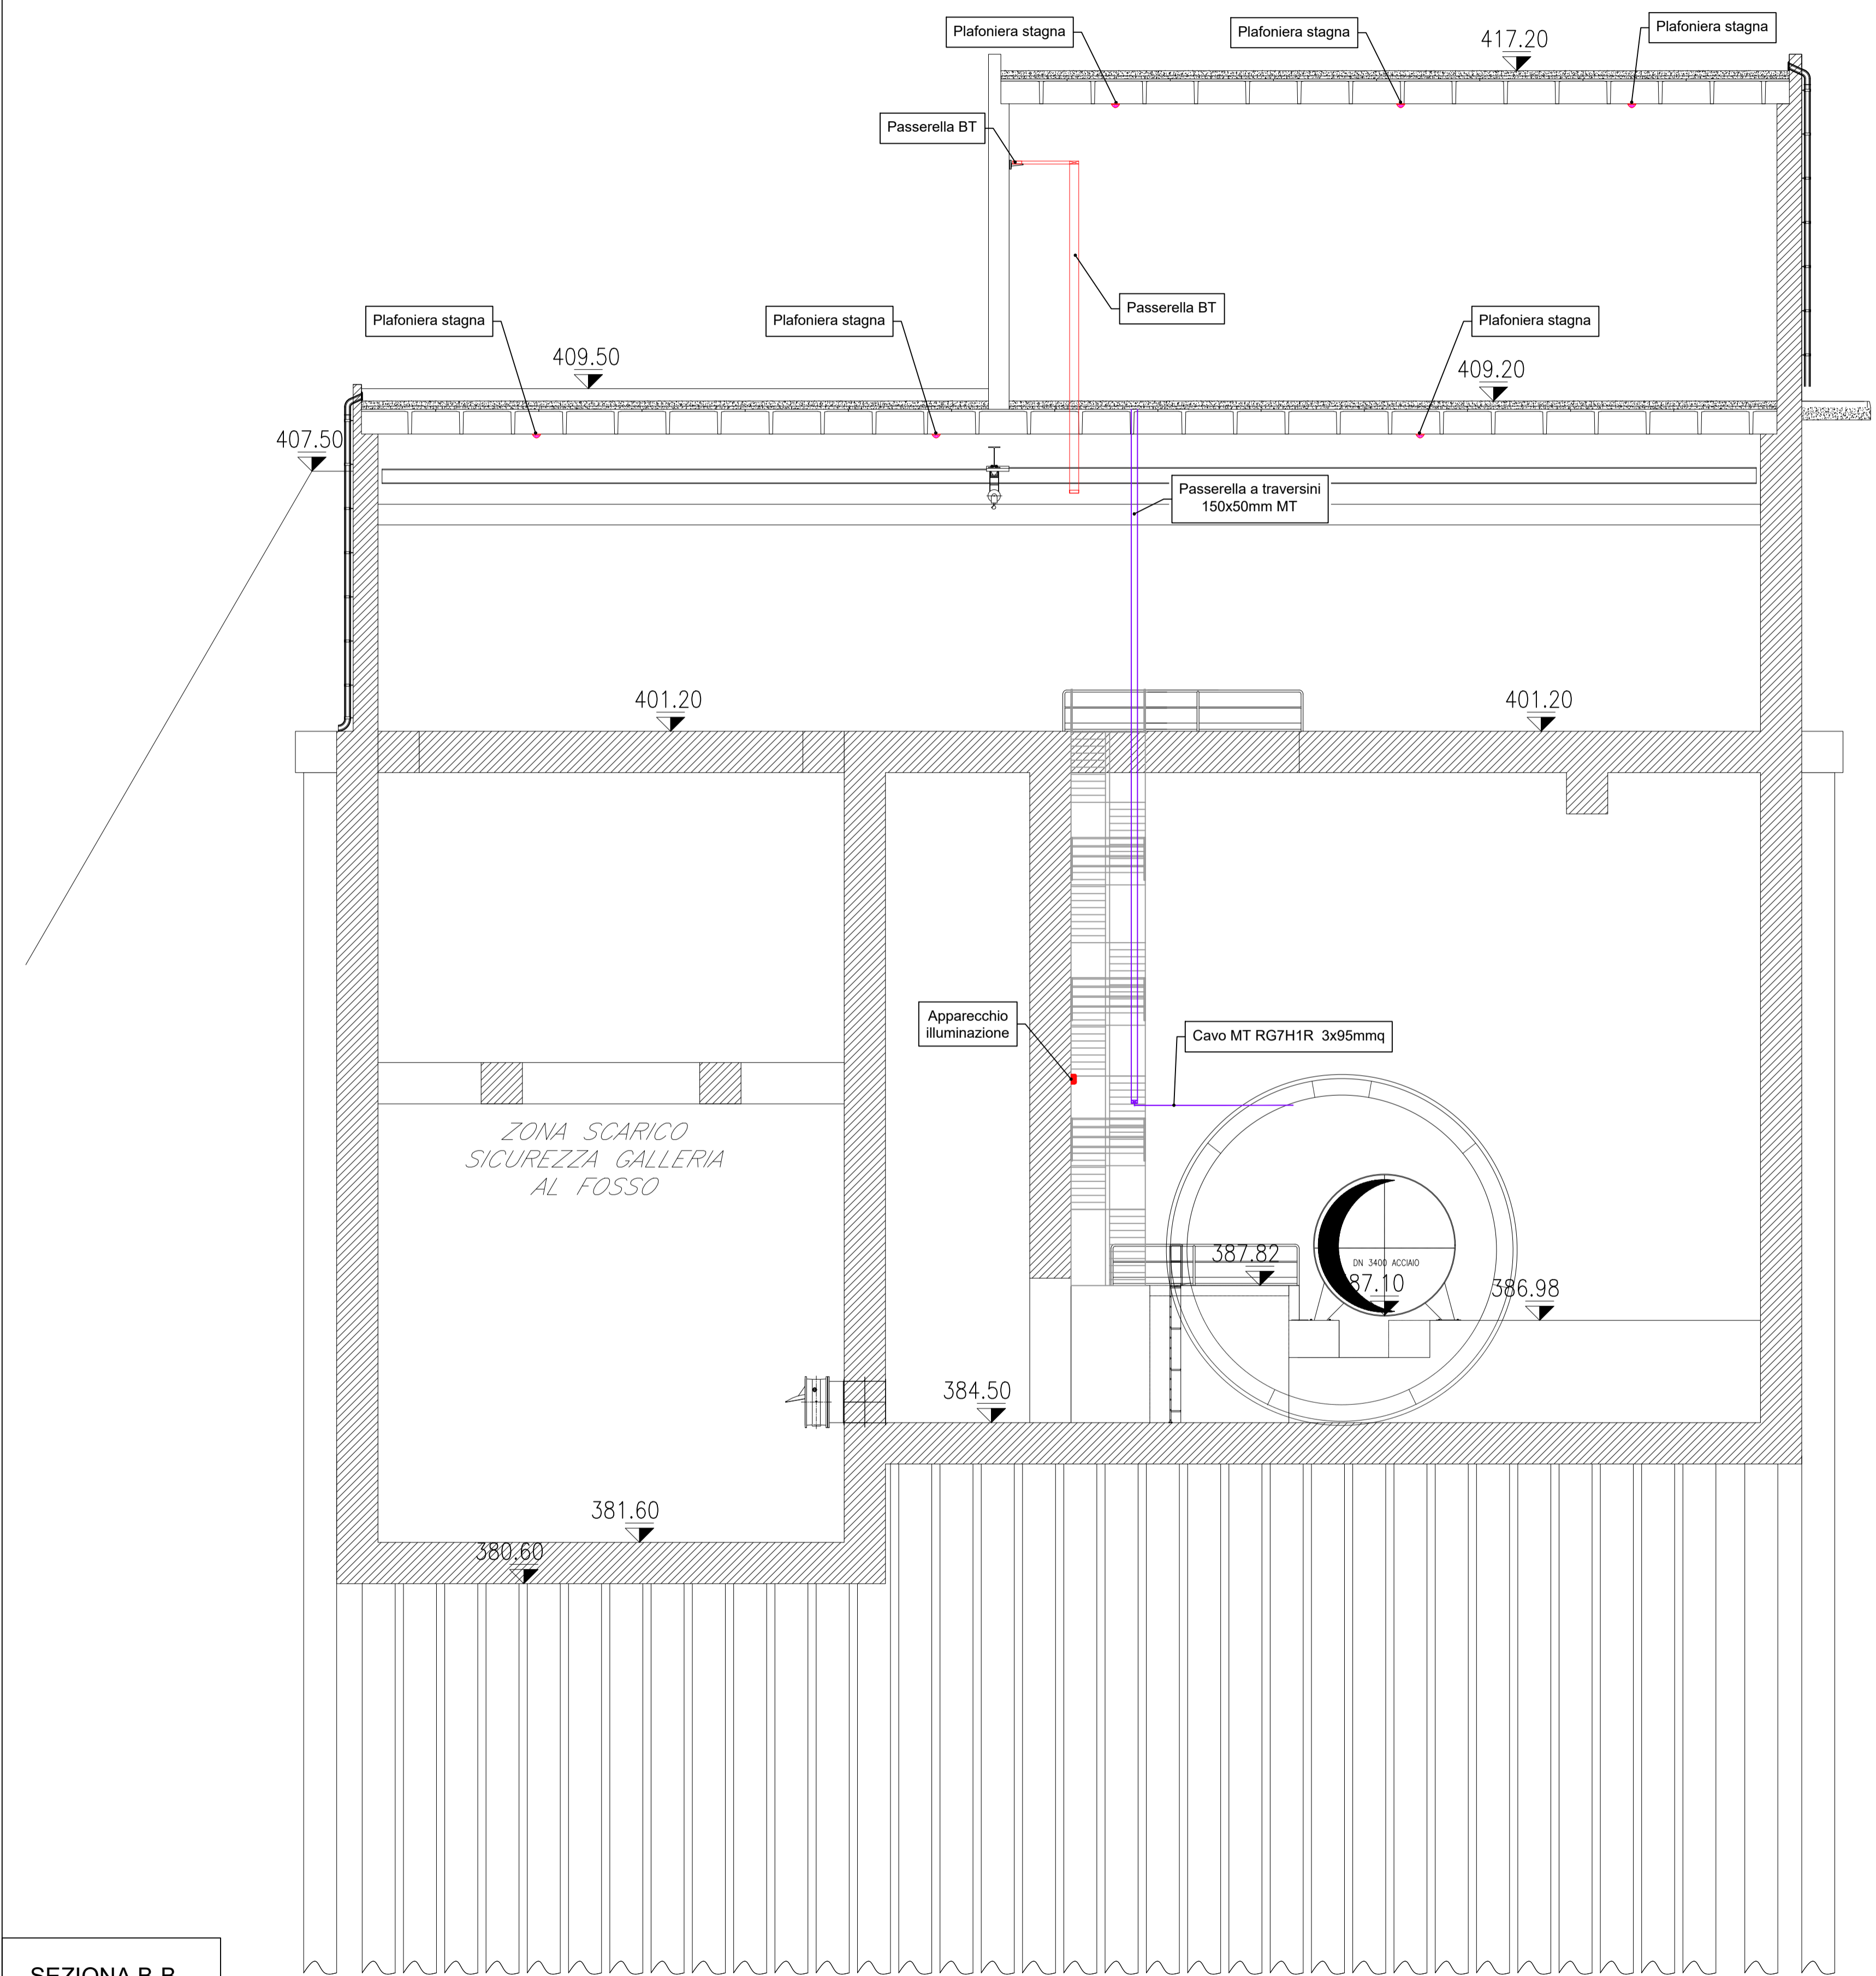 Plafoniera stagna
Plafoniera stagna
Plafoniera stagna
417.20
Passerella BT
Passerella BT
Plafoniera stagna
Plafoniera stagna
Plafoniera stagna
409.50
409.20
407.50
Passerella a traversini
150x50mm MT
401.20
401.20
Apparecchio
illuminazione
Cavo MT RG7H1R 3x95mmq
ZONA SCARICO
SICUREZZA GALLERIA
AL FOSSO
387.82
DN 3400 ACCIAIO
87.10
386.98
384.50
381.60
380.60
SEZIONA B-B